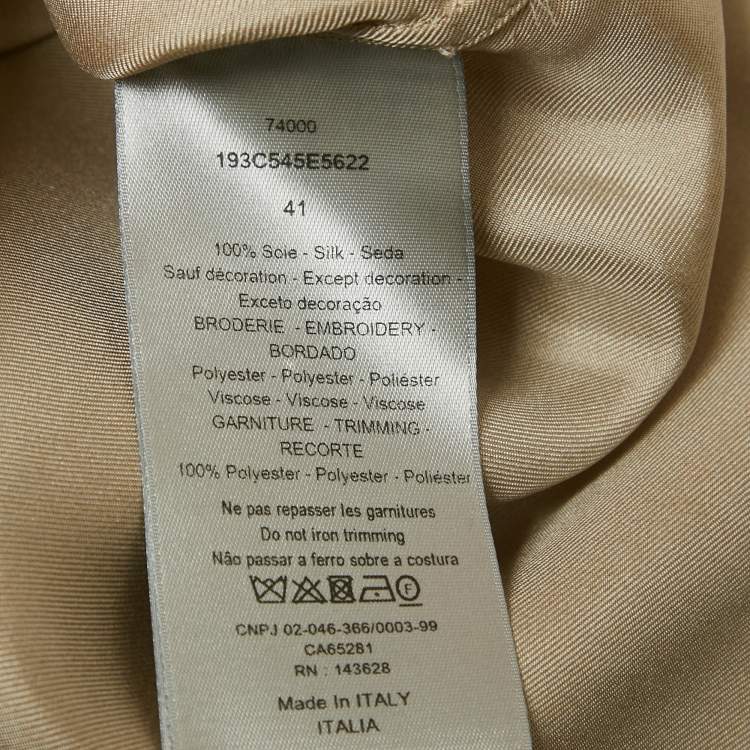 74000
193C545E5622
41
100% Soie - Silk - Seda
Sauf décoration - Except decoration -
Exceto decoração
BRODERIE - EMBROIDERY -
BORDADO
Polyester - Polyester - Poliéster
Viscose - Viscose - Viscose
GARNITURE - TRIMMING -
RECORTE
100% Polyester - Polyester - Poliéster
Ne pas repasser les garnitures
Do not iron trimming
Não passar a ferro sobre a costura
F
CNPJ 02-046-366/0003-99
CA65281
RN : 143628
Made In ITALY
ITALIA